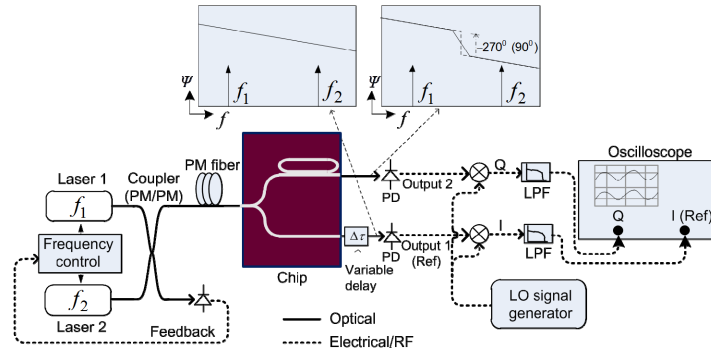 −270⁰ (90⁰)
Ψ
f
f₁
f₂
Ψ
f
f₁
f₂
Laser 1
Coupler
(PM/PM)
PM fiber
f₁
Frequency
control
f₂
Laser 2
Feedback
Chip
Δτ
Variable
delay
PD
Output 2
PD
Output 1
(Ref)
Q
I
LPF
LPF
Oscilloscope
Q
I (Ref)
LO signal
generator
Optical
Electrical/RF